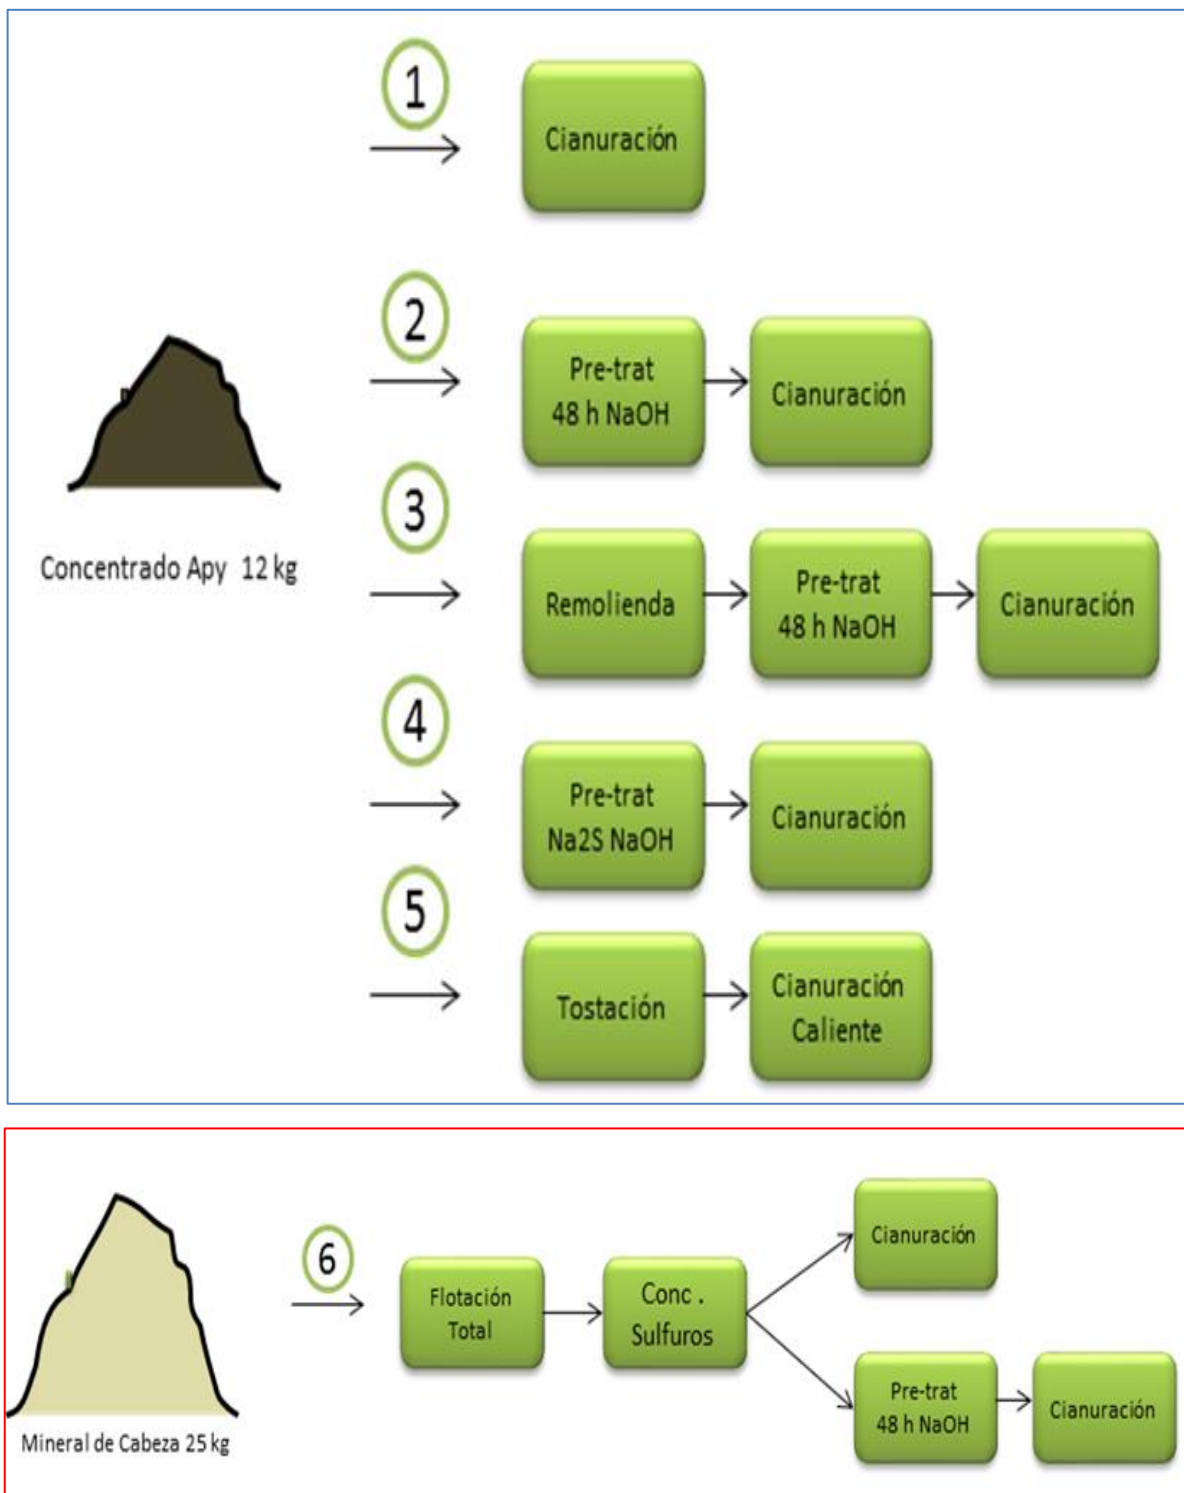 1
Cianuración
2
Pre-trat
48 h NaOH
Cianuración
3
Concentrado Apy 12 kg
Remolienda
Pre-trat
48 h NaOH
Cianuración
4
Pre-trat
Na2S NaOH
Cianuración
5
Tostación
Cianuración
Caliente
6
Flotación
Total
Conc .
Sulfuros
Cianuración
Pre-trat
48 h NaOH
Cianuración
Mineral de Cabeza 25 kg